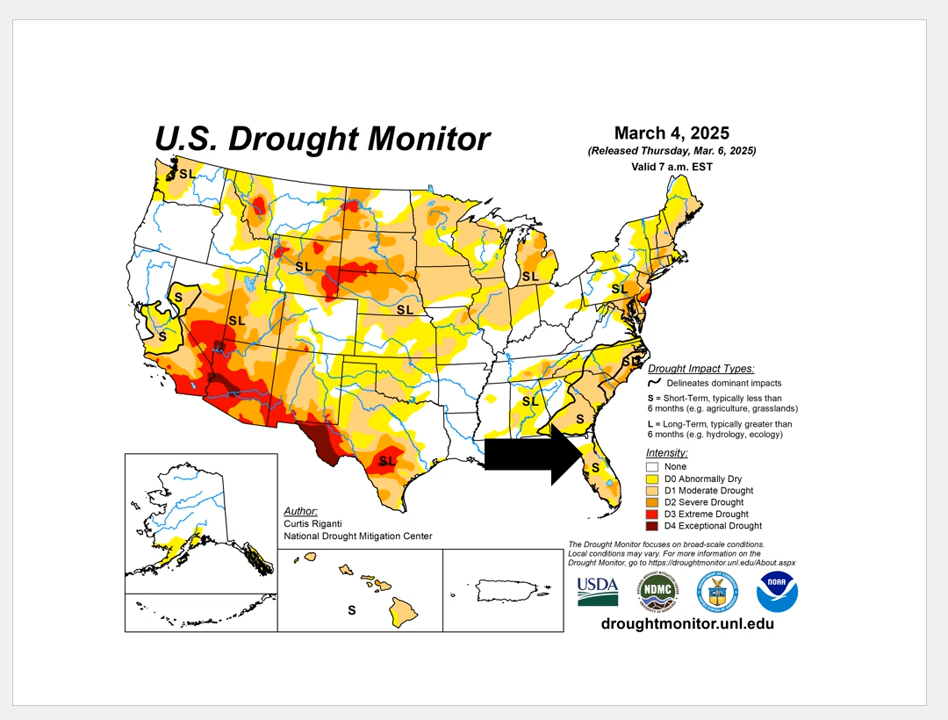 U.S. Drought Monitor
March 4, 2025
(Released Thursday, Mar. 6, 2025)
Valid 7 a.m. EST
SL
SL
SL
S
SL
SL
SL
S
SL
SL
Drought Impact Types:
Delineates dominant impacts
S = Short-Term, typically less than
6 months (e.g. agriculture, grasslands)
L = Long-Term, typically greater than
6 months (e.g. hydrology, ecology)
SL
S
SL
S
Intensity:
None
D0 Abnormally Dry
D1 Moderate Drought
D2 Severe Drought
D3 Extreme Drought
D4 Exceptional Drought
Author:
Curtis Riganti
National Drought Mitigation Center
The Drought Monitor focuses on broad-scale conditions.
Local conditions may vary. For more information on the
Drought Monitor, go to https://droughtmonitor.unl.edu/About.aspx
S
USDA
NDMC
NOAA
droughtmonitor.unl.edu